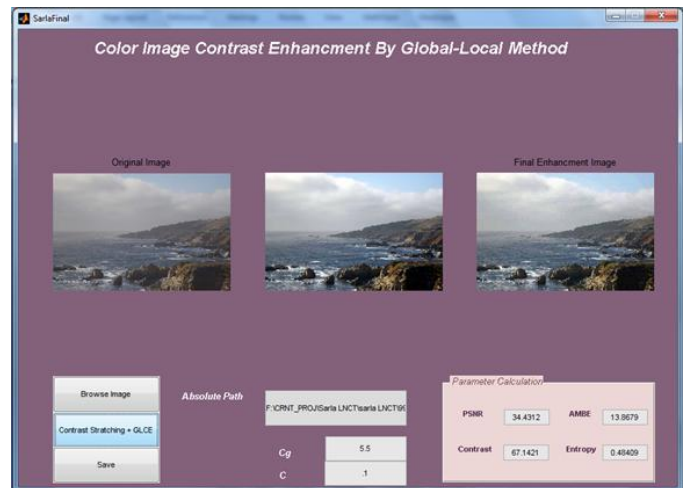 SarlaFinal
Color Image Contrast Enhancment By Global-Local Method
Original Image
Final Enhancment Image
Browse Image
Contrast Stratching + GLCE
Save
Absolute Path
F:\CRNT_PROJ\Sarla LNCT\sarla LNCT\99
Cg
5.5
C
.1
Parameter Calculation
PSNR
34.4312
AMBE
13.8679
Contrast
67.1421
Entropy
0.48409